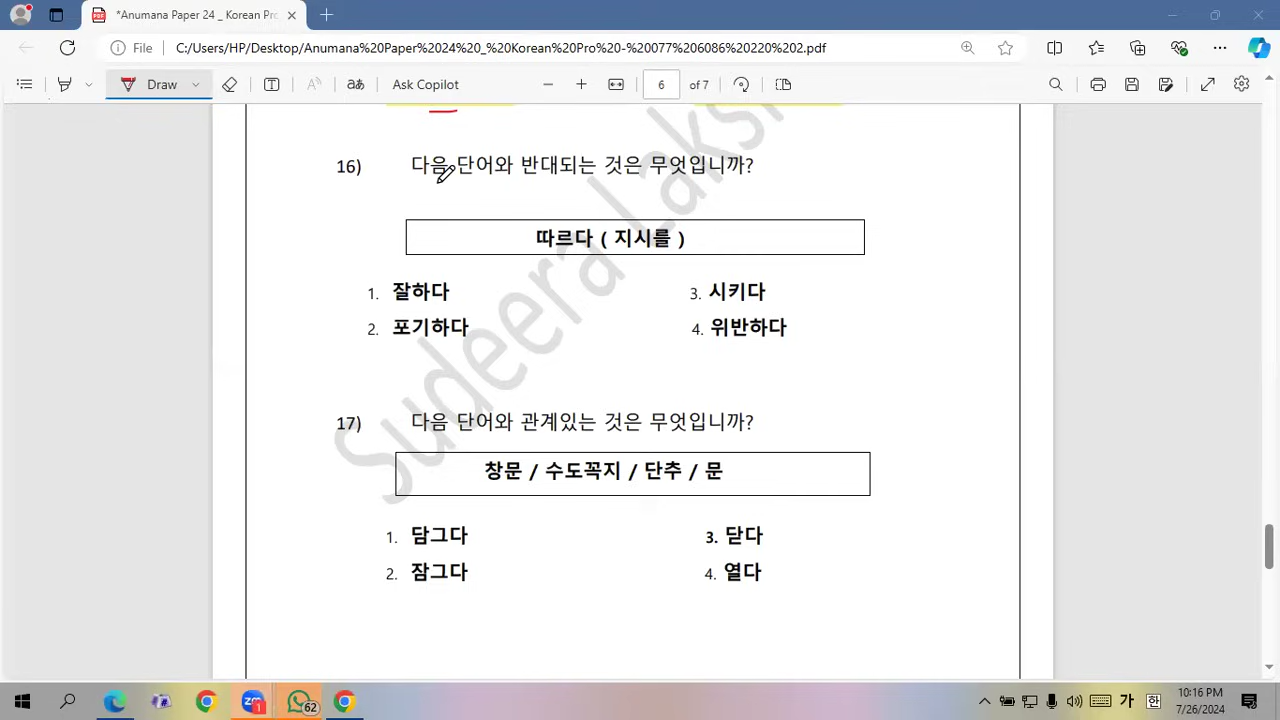 *Anumana Paper 24 _ Korean Pro
File C:/Users/HP/Desktop/Anumana%20Paper%2024%20_%20Korean%20Pro%20-%20077%206086%20220%202.pdf
Draw Ask Copilot 6 of 7
16) 다음 단어와 반대되는 것은 무엇입니까?
따르다 ( 지시를 )
1. 잘하다 3. 시키다
2. 포기하다 4. 위반하다
17) 다음 단어와 관계있는 것은 무엇입니까?
창문 / 수도꼭지 / 단추 / 문
1. 담그다 3. 닫다
2. 잠그다 4. 열다
Sudeera Laksh
62
10:16 PM
7/26/2024